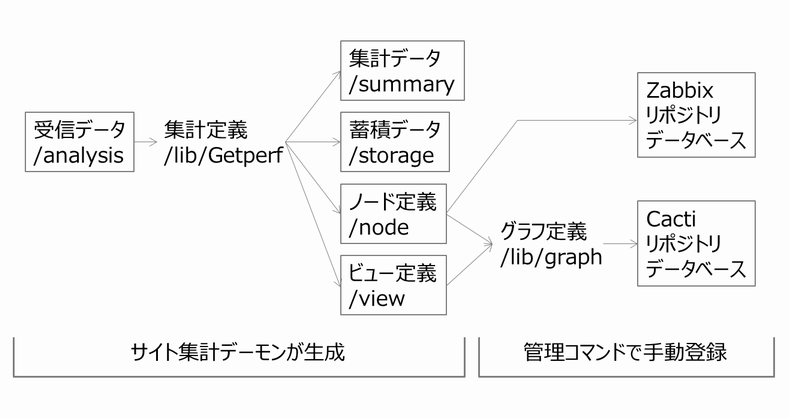 受信データ
/analysis
集計定義
/lib/Getperf
集計データ
/summary
蓄積データ
/storage
ノード定義
/node
ビュー定義
/view
グラフ定義
/lib/graph
Zabbix
リポジトリ
データベース
Cacti
リポジトリ
データベース
サイト集計デーモンが生成
管理コマンドで手動登録